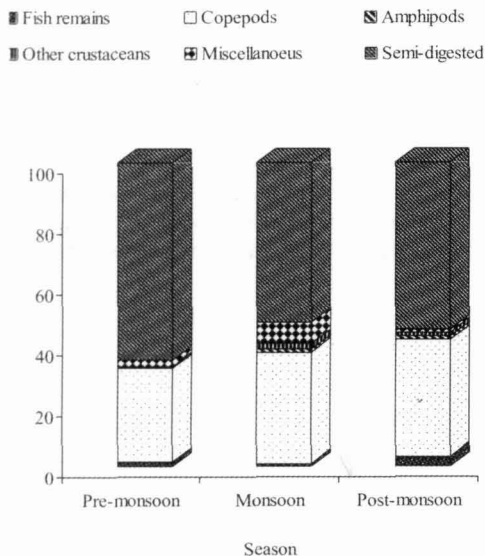 Fish remains Copepods Amphipods
Other crustaceans Miscellanoeus Semi-digested
100
80
60
40
20
0
Pre-monsoon Monsoon Post-monsoon
Season